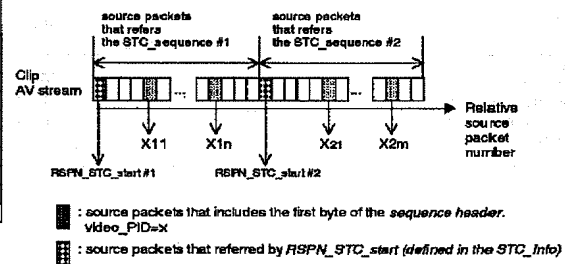 source packets
that refers
the STC_sequence #1
source packets
that refers
the STC_sequence #2
Clip
AV stream
...
...
Relative
source
packet
number
X11
X1n
X21
X2m
RSPN_STC_start #1
RSPN_STC_start #2
: source packets that includes the first byte of the sequence header.
video_PID=x
: source packets that referred by RSPN_STC_start (defined in the STC_Info)